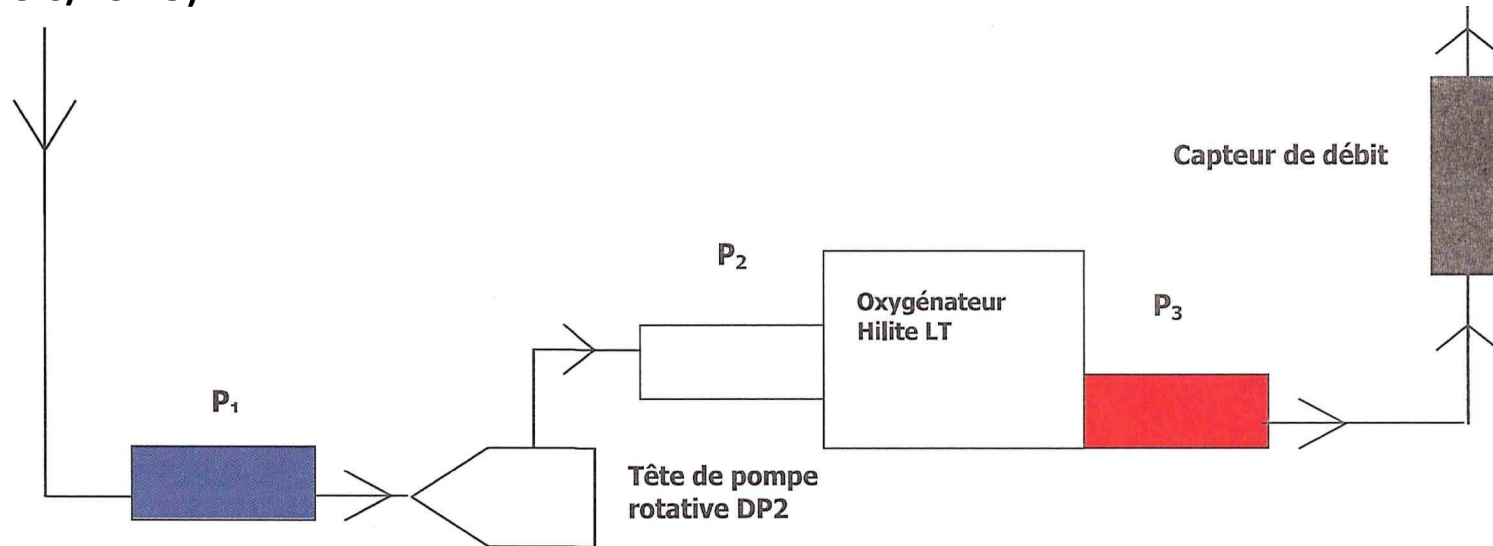 Capteur de débit
P₂
Oxygénateur
Hilite LT
P₃
P₁
Tête de pompe
rotative DP2